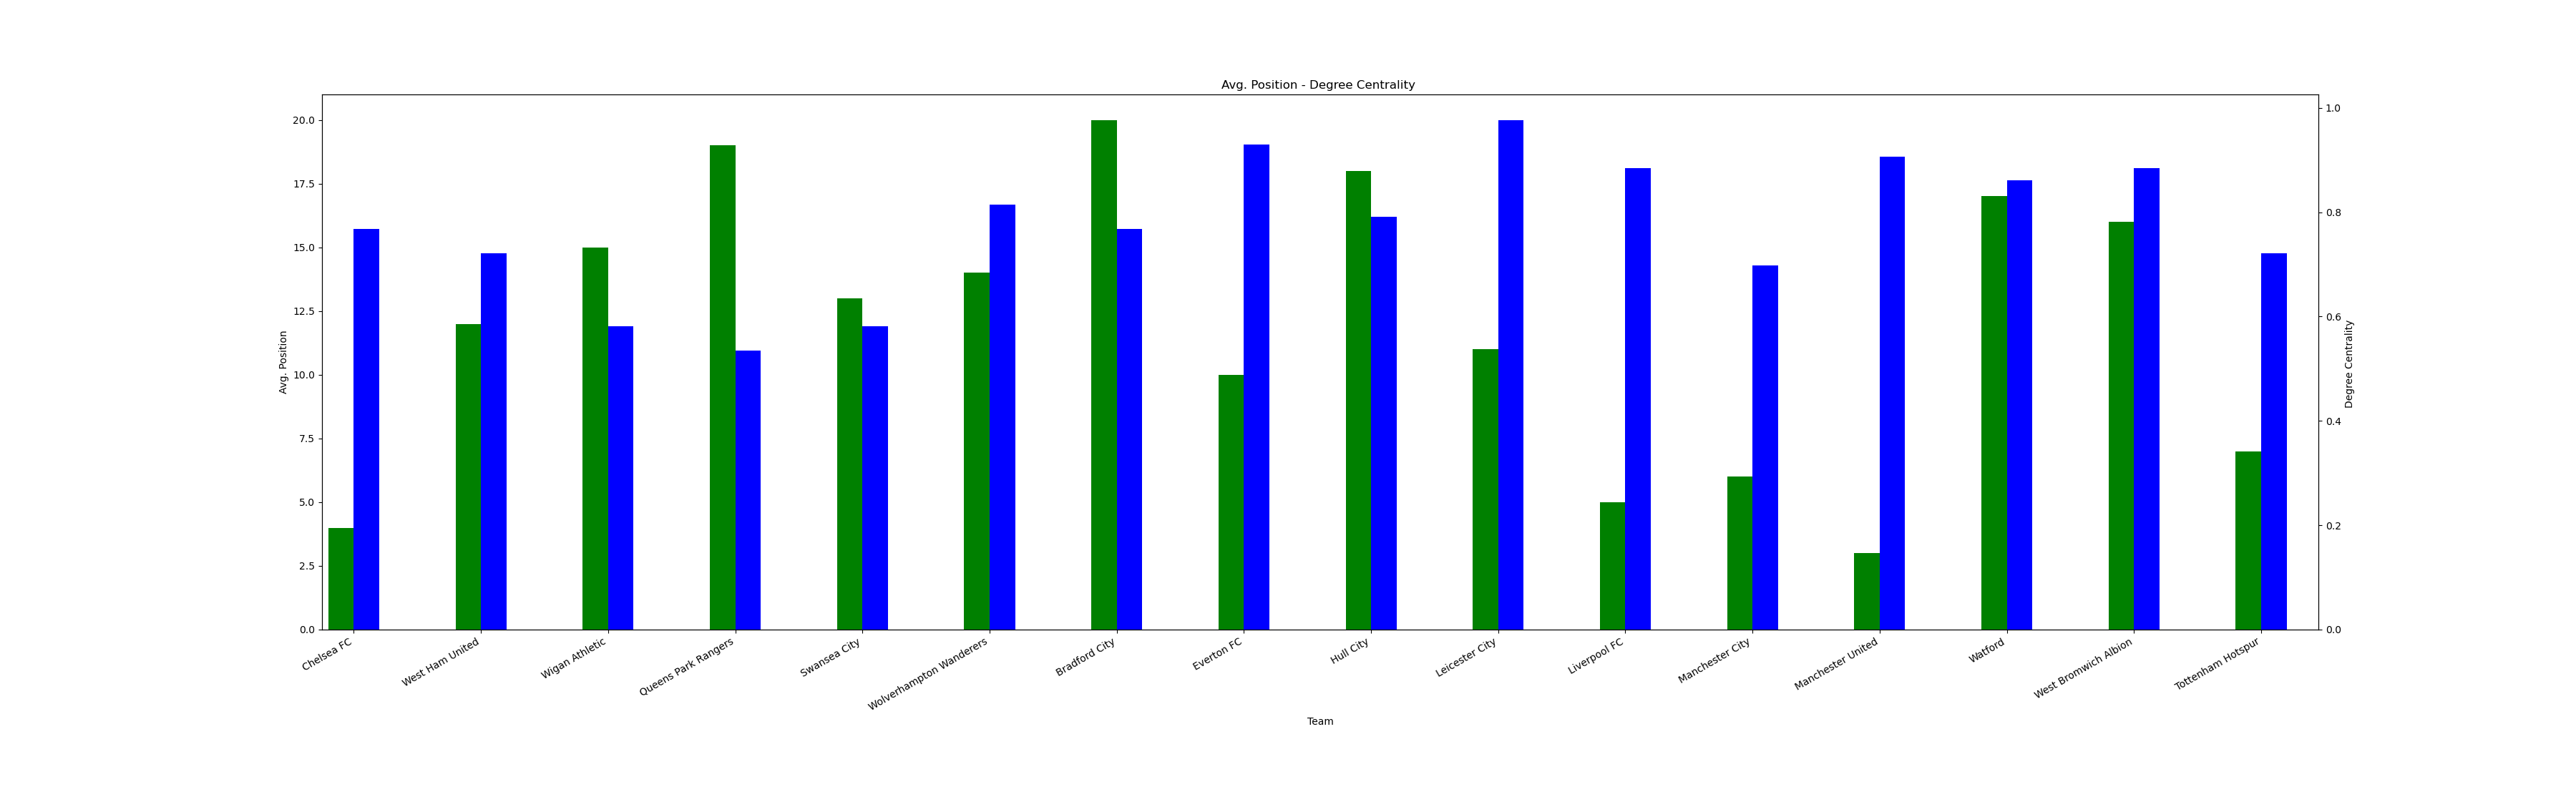 Avg. Position - Degree Centrality
20.0
17.5
15.0
12.5
10.0
7.5
5.0
2.5
0.0
Avg. Position
1.0
0.8
0.6
0.4
0.2
0.0
Degree Centrality
Chelsea FC
West Ham United
Wigan Athletic
Queens Park Rangers
Swansea City
Wolverhampton Wanderers
Bradford City
Everton FC
Hull City
Leicester City
Liverpool FC
Manchester City
Manchester United
Watford
West Bromwich Albion
Tottenham Hotspur
Team